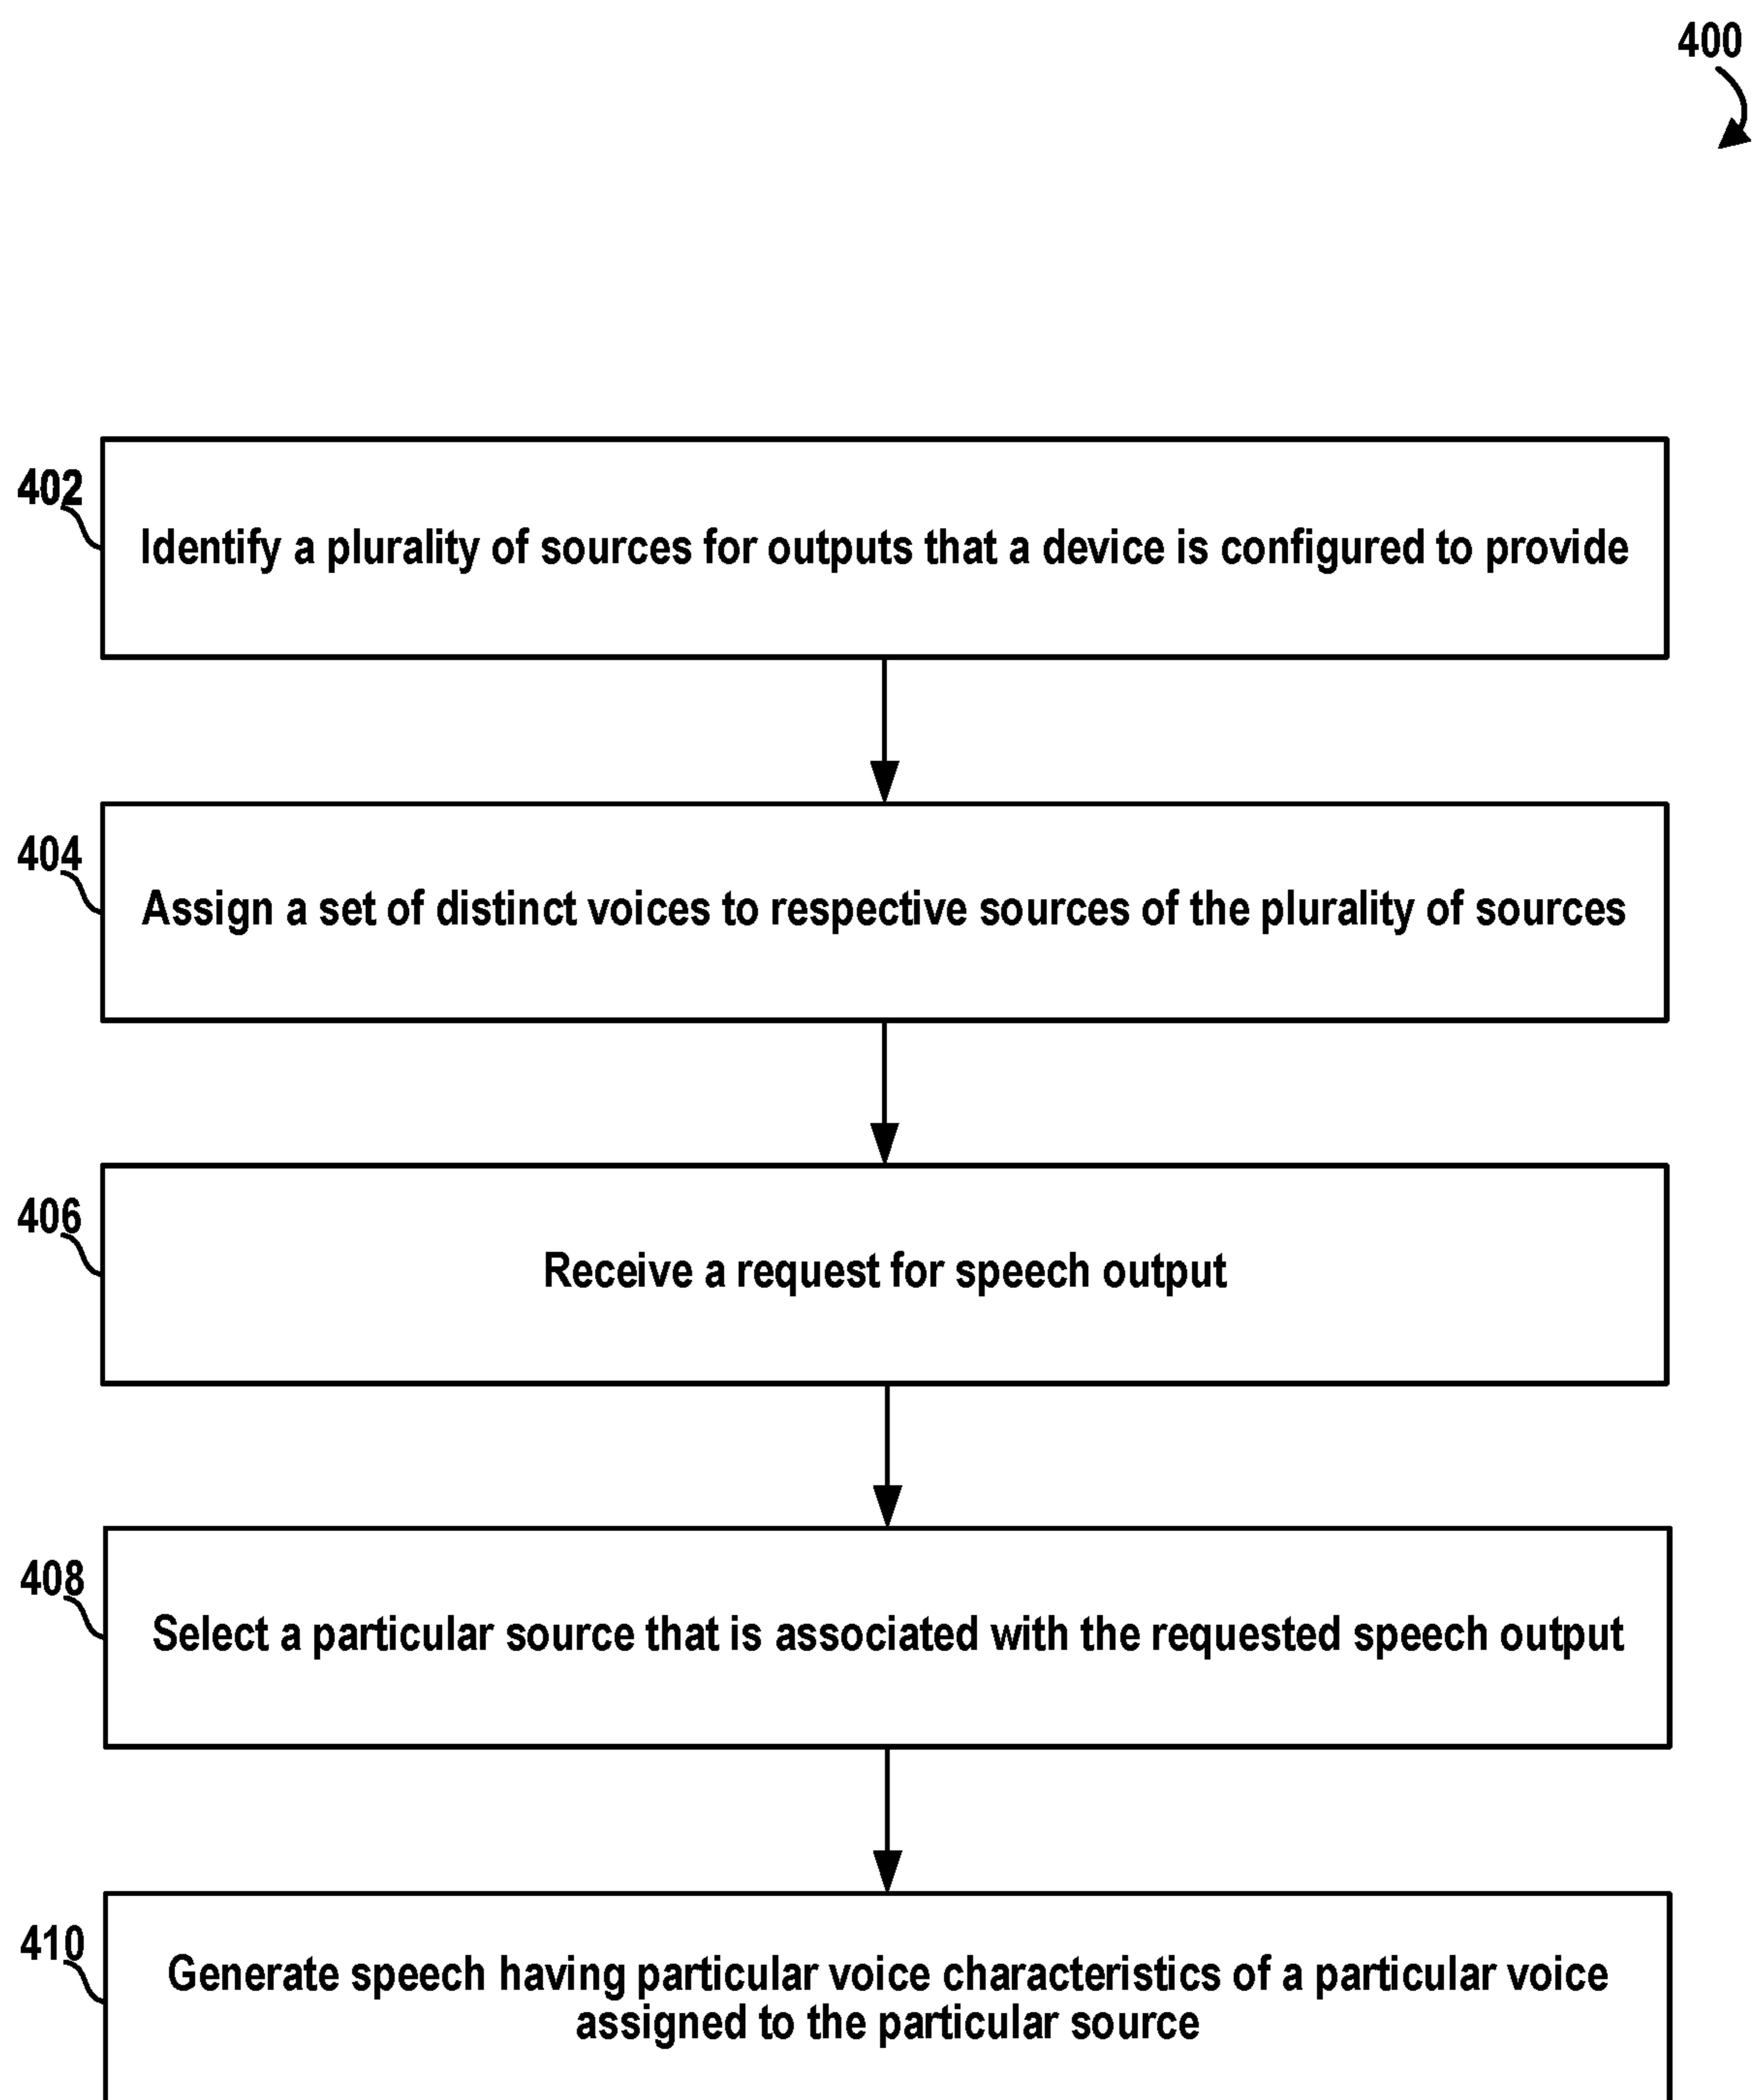 400
402
Identify a plurality of sources for outputs that a device is configured to provide
404
Assign a set of distinct voices to respective sources of the plurality of sources
406
Receive a request for speech output
408
Select a particular source that is associated with the requested speech output
410
Generate speech having particular voice characteristics of a particular voice
assigned to the particular source